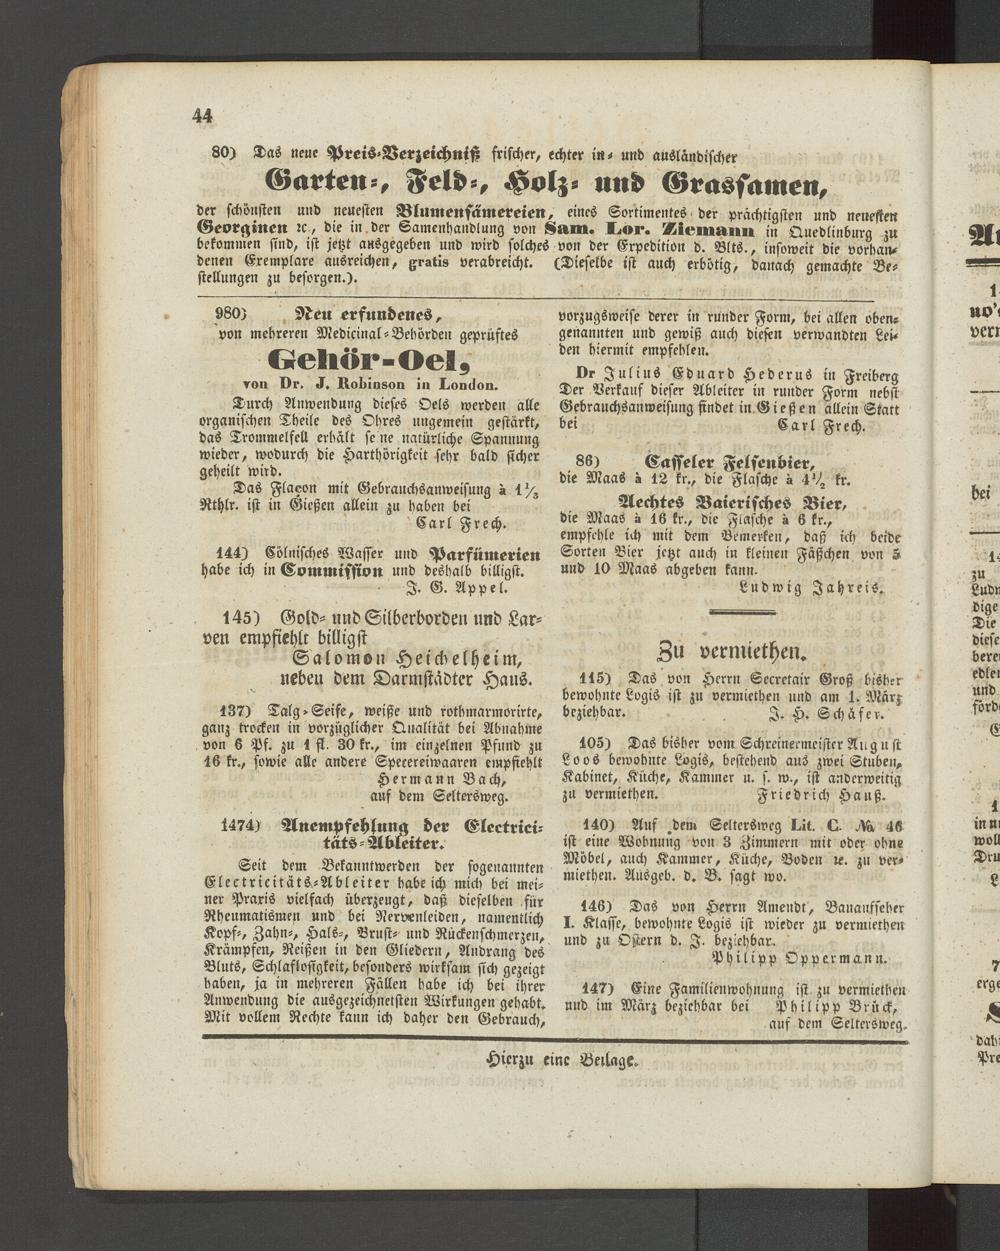 44
80) Das neue Preis-Verzeichniß frischer, echter in- und ausländischer
Garten-, Feld-, Holz- und Grassamen,
der schönsten und neuesten Blumensämereien, eines Sortimentes der prächtigsten und neuesten
Georginen ꝛc., die in der Samenhandlung von Sam. Lor. Ziemann in Quedlinburg zu
bekommen sind, ist jetzt ausgegeben und wird solches von der Expedition d. Blts., insoweit die vorhan-
denen Exemplare ausreichen, gratis verabreicht. (Dieselbe ist auch erbötig, danach gemachte Be-
stellungen zu besorgen.).
980) Neu erfundenes,
von mehreren Medicinal-Behörden geprüftes
Gehör-Oel,
von Dr. J. Robinson in London.
Durch Anwendung dieses Oels werden alle
organischen Theile des Ohres ungemein gestärkt,
das Trommelfell erhält seine natürliche Spannung
wieder, wodurch die Harthörigkeit sehr bald sicher
geheilt wird.
Das Flaçon mit Gebrauchsanweisung à 1⅓
Rthlr. ist in Gießen allein zu haben bei
Carl Frech.
144) Cölnisches Wasser und Parfümerien
habe ich in Commission und deshalb billigst.
J. G. Appel.
145) Gold- und Silberborden und Lar-
ven empfiehlt billigst
Salomon Heichelheim,
neben dem Darmstädter Haus.
137) Talg-Seife, weiße und rothmarmorirte,
ganz trocken in vorzüglicher Qualität bei Abnahme
von 6 Pf. zu 1 fl. 30 kr., im einzelnen Pfund zu
16 kr., sowie alle andere Specereiwaaren empfiehlt
Hermann Bach,
auf dem Seltersweg.
1474) Anempfehlung der Electrici-
täts-Ableiter.
Seit dem Bekanntwerden der sogenannten
Electricitäts-Ableiter habe ich mich bei mei-
ner Praxis vielfach überzeugt, daß dieselben für
Rheumatismen und bei Nervenleiden, namentlich
Kopf-, Zahn-, Hals-, Brust- und Rückenschmerzen,
Krämpfen, Reißen in den Gliedern, Andrang des
Bluts, Schlaflosigkeit, besonders wirksam sich gezeigt
haben, ja in mehreren Fällen habe ich bei ihrer
Anwendung die ausgezeichnetsten Wirkungen gehabt.
Mit vollem Rechte kann ich daher den Gebrauch,
vorzugsweise derer in runder Form, bei allen oben-
genannten und gewiß auch diesen verwandten Lei-
den hiermit empfehlen.
Dr Julius Eduard Hederus in Freiberg
Der Verkauf dieser Ableiter in runder Form nebst
Gebrauchsanweisung findet in Gießen allein Statt
bei Carl Frech.
86) Casseler Felsenbier,
die Maas à 12 kr., die Flasche à 4½ kr.
Aechtes Baierisches Bier,
die Maas à 16 kr., die Flasche à 6 kr.,
empfehle ich mit dem Bemerken, daß ich beide
Sorten Bier jetzt auch in kleinen Fäßchen von 5
und 10 Maas abgeben kann.
Ludwig Jahreis.
Zu vermiethen.
115) Das von Herrn Secretair Groß bisher
bewohnte Logis ist zu vermiethen und am 1. März
beziehbar. J. H. Schäfer.
105) Das bisher vom Schreinermeister August
Loos bewohnte Logis, bestehend aus zwei Stuben,
Kabinet, Küche, Kammer u. s. w., ist anderweitig
zu vermiethen. Friedrich Hauß.
140) Auf dem Seltersweg Lit. C. № 46
ist eine Wohnung von 3 Zimmern mit oder ohne
Möbel, auch Kammer, Küche, Boden ꝛc. zu ver-
miethen. Ausgeb. d. B. sagt wo.
146) Das von Herrn Amendt, Bauaufseher
I. Klasse, bewohnte Logis ist wieder zu vermiethen
und zu Ostern d. J. beziehbar.
Philipp Oppermann.
147) Eine Familienwohnung ist zu vermiethen
und im März beziehbar bei Philipp Brück,
auf dem Seltersweg.
Hierzu eine Beilage.